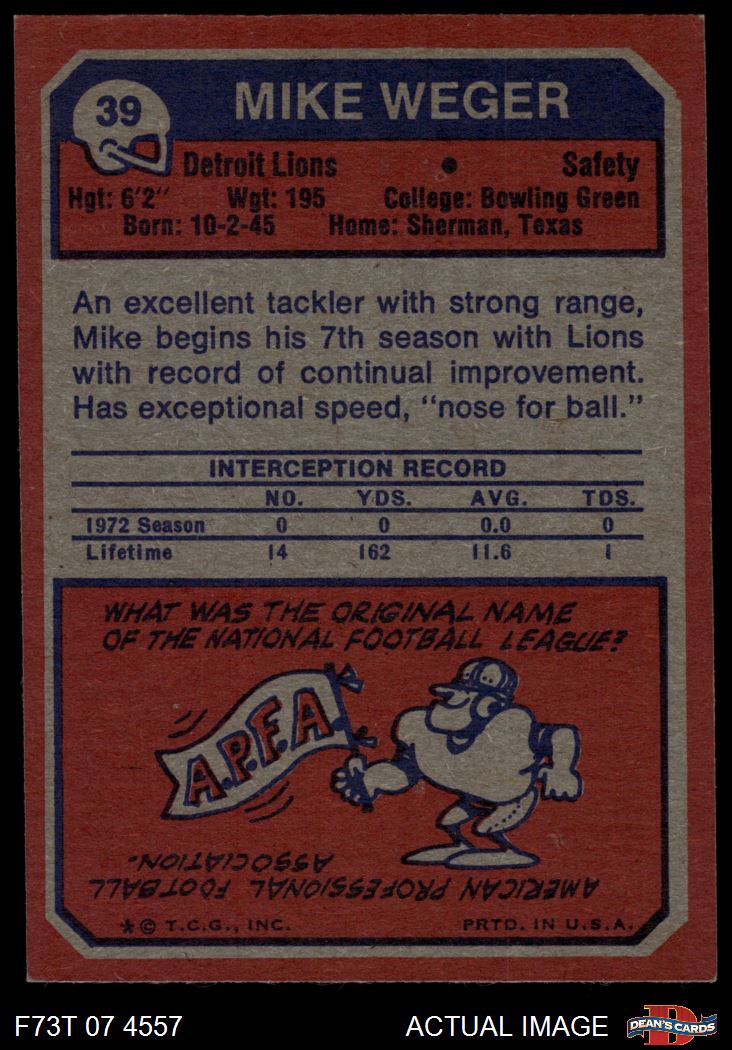 39
MIKE WEGER
Detroit Lions • Safety
Hgt: 6'2" Wgt: 195 College: Bowling Green
Born: 10-2-45 Home: Sherman, Texas
An excellent tackler with strong range,
Mike begins his 7th season with Lions
with record of continual improvement.
Has exceptional speed, "nose for ball."
INTERCEPTION RECORD
NO. YDS. AVG. TDS.
1972 Season 0 0 0.0 0
Lifetime 14 162 11.6 1
WHAT WAS THE ORIGINAL NAME
OF THE NATIONAL FOOTBALL LEAGUE?
A.P.F.A.
AMERICAN PROFESSIONAL FOOTBALL
ASSOCIATION.
* © T.C.G., INC. PRTD. IN U.S.A.
F73T 07 4557 ACTUAL IMAGE
D
DEAN'S CARDS